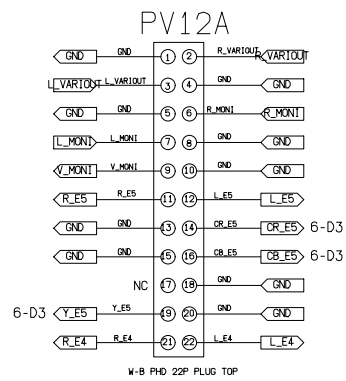 PV12A
GND GND 1 2 R_VARIOUT R_VARIOUT
L_VARIOUT L_VARIOUT 3 4 GND GND
GND GND 5 6 R_MONI R_MONI
L_MONI L_MONI 7 8 GND GND
V_MONI V_MONI 9 10 GND GND
R_E5 R_E5 11 12 L_E5 L_E5
GND GND 13 14 CR_E5 CR_E5 6-D3
GND GND 15 16 CB_E5 CB_E5 6-D3
NC 17 18 GND GND
6-D3 Y_E5 Y_E5 19 20 GND GND
R_E4 R_E4 21 22 L_E4 L_E4
W-B PHD 22P PLUG TOP